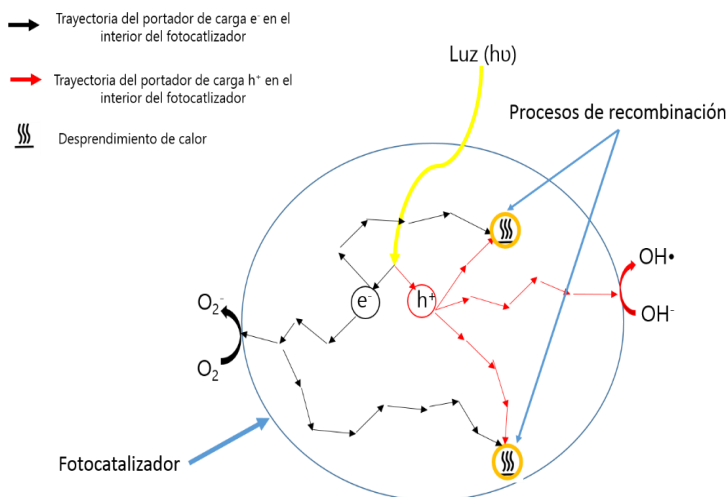 Trayectoria del portador de carga e⁻ en el
interior del fotocatlizador
Trayectoria del portador de carga h⁺ en el
interior del fotocatlizador
Desprendimiento de calor
Luz (hυ)
Procesos de recombinación
e⁻
h⁺
O₂⁻
O₂
OH•
OH⁻
Fotocatalizador